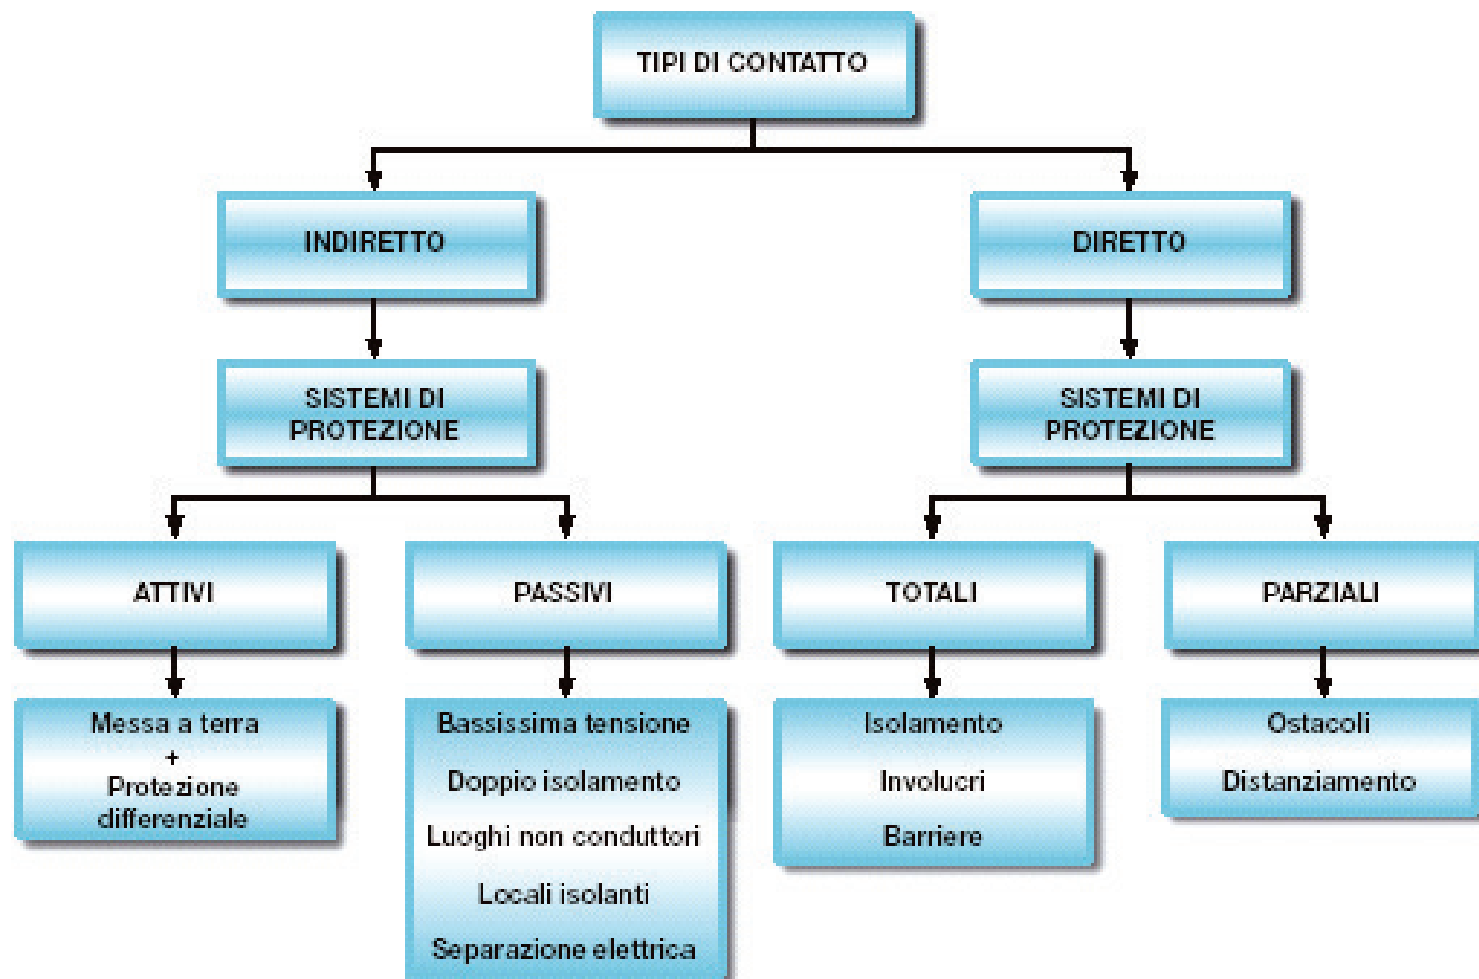 TIPI DI CONTATTO
INDIRETTO
DIRETTO
SISTEMI DI
PROTEZIONE
SISTEMI DI
PROTEZIONE
ATTIVI
PASSIVI
TOTALI
PARZIALI
Messa a terra
+
Protezione
differenziale
Bassissima tensione
Doppio isolamento
Luoghi non conduttori
Locali isolanti
Separazione elettrica
Isolamento
Involucri
Barriere
Ostacoli
Distanziamento